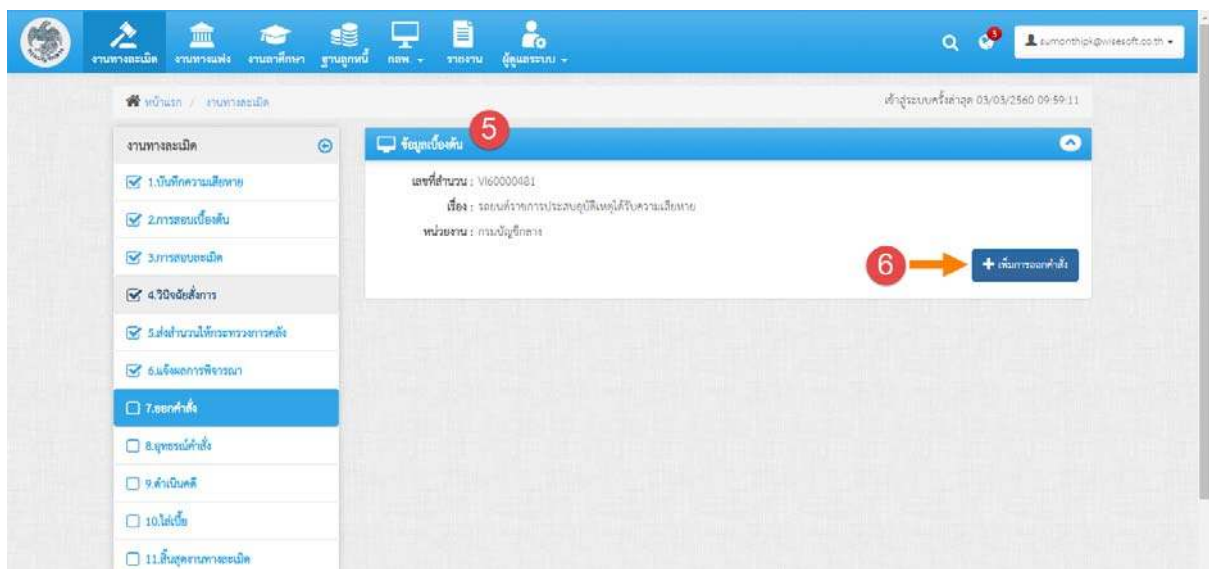 งานทางละเมิด งานทางแพ่ง งานลาศึกษา ฐานลูกหนี้ กลพ. รายงาน ผู้ดูแลระบบ
3
sumonthipk@wisesoft.co.th
หน้าแรก / งานทางละเมิด
เข้าสู่ระบบครั้งล่าสุด 03/03/2560 09:59:11
งานทางละเมิด
1.บันทึกความเสียหาย
2.การสอบเบื้องต้น
3.การสอบละเมิด
4.วินิจฉัยสั่งการ
5.ส่งสำนวนให้กระทรวงการคลัง
6.แจ้งผลการพิจารณา
7.ออกคำสั่ง
8.อุทธรณ์คำสั่ง
9.ดำเนินคดี
10.ไล่เบี้ย
11.สิ้นสุดงานทางละเมิด
ข้อมูลเบื้องต้น
5
เลขที่สำนวน : VI60000481
เรื่อง : รถยนต์ราชการประสบอุบัติเหตุได้รับความเสียหาย
หน่วยงาน : กรมบัญชีกลาง
6
+ เพิ่มการออกคำสั่ง